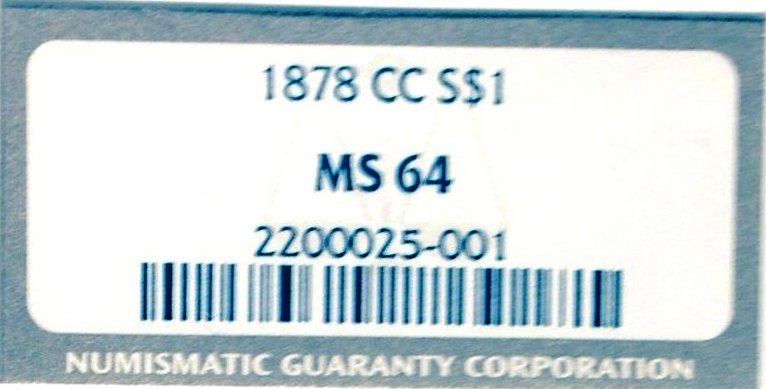 1878 CC S$1
MS 64
2200025-001
NUMISMATIC GUARANTY CORPORATION